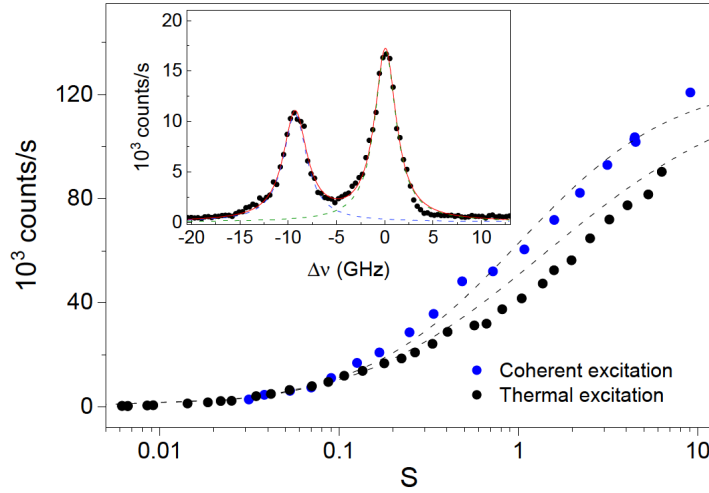 20
15
10
5
0
10³ counts/s
-20 -15 -10 -5 0 5 10
Δν (GHz)
120
80
40
0
10³ counts/s
Coherent excitation
Thermal excitation
0.01 0.1 1 10
S